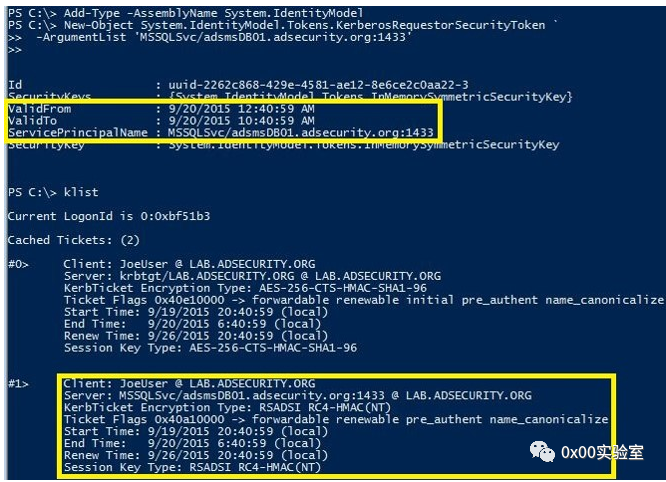 PS C:\> Add-Type -AssemblyName System.IdentityModel
PS C:\> New-Object System.IdentityModel.Tokens.KerberosRequestorSecurityToken `
>>  -ArgumentList 'MSSQLSvc/adsmsDB01.adsecurity.org:1433'
>>
Id                   : uuid-2262c868-429e-4581-ae12-8e6ce2c0aa22-3
SecurityKeys         : {System.IdentityModel.Tokens.InMemorySymmetricSecurityKey}
ValidFrom            : 9/20/2015 12:40:59 AM
ValidTo              : 9/20/2015 10:40:59 AM
ServicePrincipalName : MSSQLSvc/adsmsDB01.adsecurity.org:1433
SecurityKey          : System.IdentityModel.Tokens.InMemorySymmetricSecurityKey
PS C:\> klist
Current LogonId is 0:0xbf51b3
Cached Tickets: (2)
#0>     Client: JoeUser @ LAB.ADSECURITY.ORG
Server: krbtgt/LAB.ADSECURITY.ORG @ LAB.ADSECURITY.ORG
KerbTicket Encryption Type: AES-256-CTS-HMAC-SHA1-96
Ticket Flags 0x40e10000 -> forwardable renewable initial pre_authent name_canonicalize
Start Time: 9/19/2015 20:40:59 (local)
End Time:   9/20/2015 6:40:59 (local)
Renew Time: 9/26/2015 20:40:59 (local)
Session Key Type: AES-256-CTS-HMAC-SHA1-96
#1>     Client: JoeUser @ LAB.ADSECURITY.ORG
Server: MSSQLSvc/adsmsDB01.adsecurity.org:1433 @ LAB.ADSECURITY.ORG
KerbTicket Encryption Type: RSADSI RC4-HMAC(NT)
Ticket Flags 0x40a10000 -> forwardable renewable pre_authent name_canonicalize
Start Time: 9/19/2015 20:40:59 (local)
End Time:   9/20/2015 6:40:59 (local)
Renew Time: 9/26/2015 20:40:59 (local)
Session Key Type: RSADSI RC4-HMAC(NT)
0x00实验室